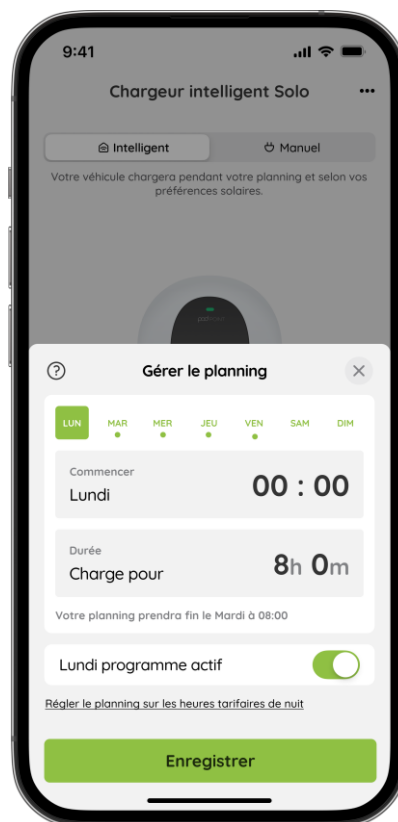 9:41
Chargeur intelligent Solo
Intelligent
Manuel
Votre véhicule chargera pendant votre planning et selon vos
préférences solaires.
Gérer le planning
LUN MAR MER JEU VEN SAM DIM
Commencer
Lundi
00 : 00
Durée
Charge pour
8h 0m
Votre planning prendra fin le Mardi à 08:00
Lundi programme actif
Régler le planning sur les heures tarifaires de nuit
Enregistrer